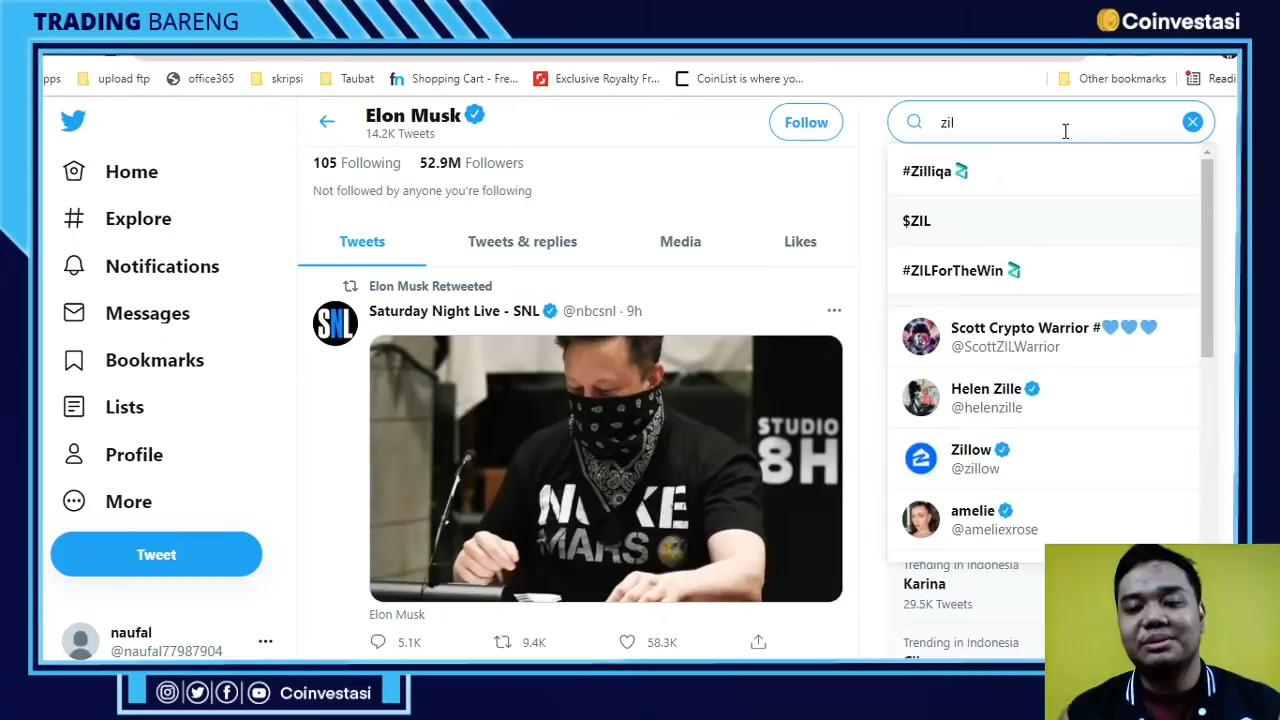 TRADING BARENG
Coinvestasi
pps
upload ftp
office365
skripsi
Taubat
fn
Shopping Cart - Fre...
Exclusive Royalty Fr...
CoinList is where yo...
Other bookmarks
Readi
Home
Explore
Notifications
Messages
Bookmarks
Lists
Profile
More
Tweet
naufal
@naufal77987904
Elon Musk
14.2K Tweets
Follow
105 Following 52.9M Followers
Not followed by anyone you're following
Tweets Tweets & replies Media Likes
Elon Musk Retweeted
Saturday Night Live - SNL @nbcsnl · 9h
SNL
STUDIO
8H
MARS
Elon Musk
5.1K 9.4K 58.3K
zil
#Zilliqa
$ZIL
#ZILForTheWin
Scott Crypto Warrior #
@ScottZILWarrior
Helen Zille
@helenzille
Zillow
@zillow
amelie
@ameliexrose
Trending in Indonesia
Karina
29.5K Tweets
Trending in Indonesia
Coinvestasi